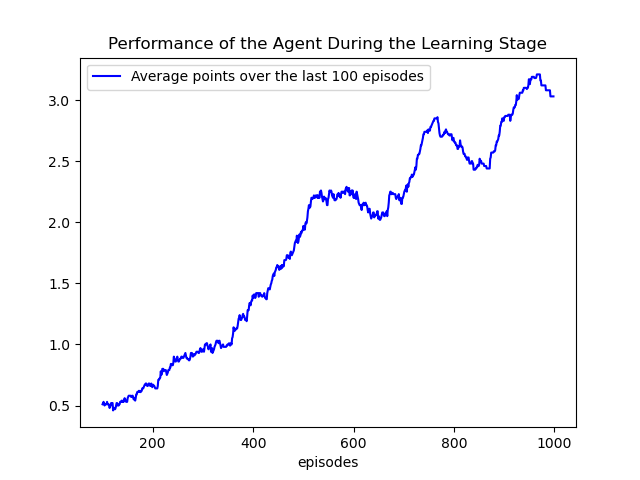 Performance of the Agent During the Learning Stage
Average points over the last 100 episodes
3.0
2.5
2.0
1.5
1.0
0.5
200 400 600 800 1000
episodes